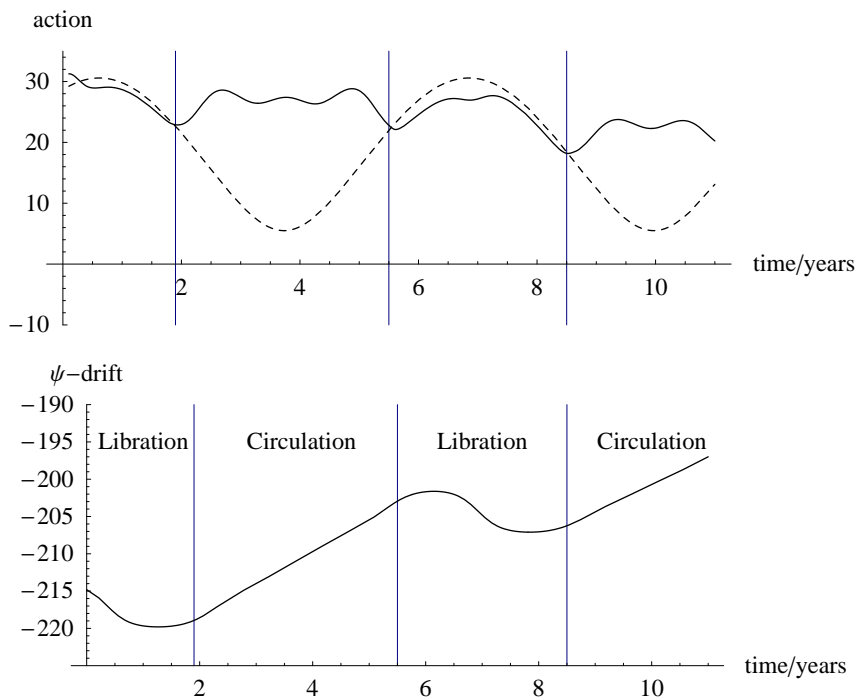 action
30
20
10
−10
2 4 6 8 10
time/years
ψ−drift
−190
−195
−200
−205
−210
−215
−220
Libration Circulation Libration Circulation
2 4 6 8 10
time/years